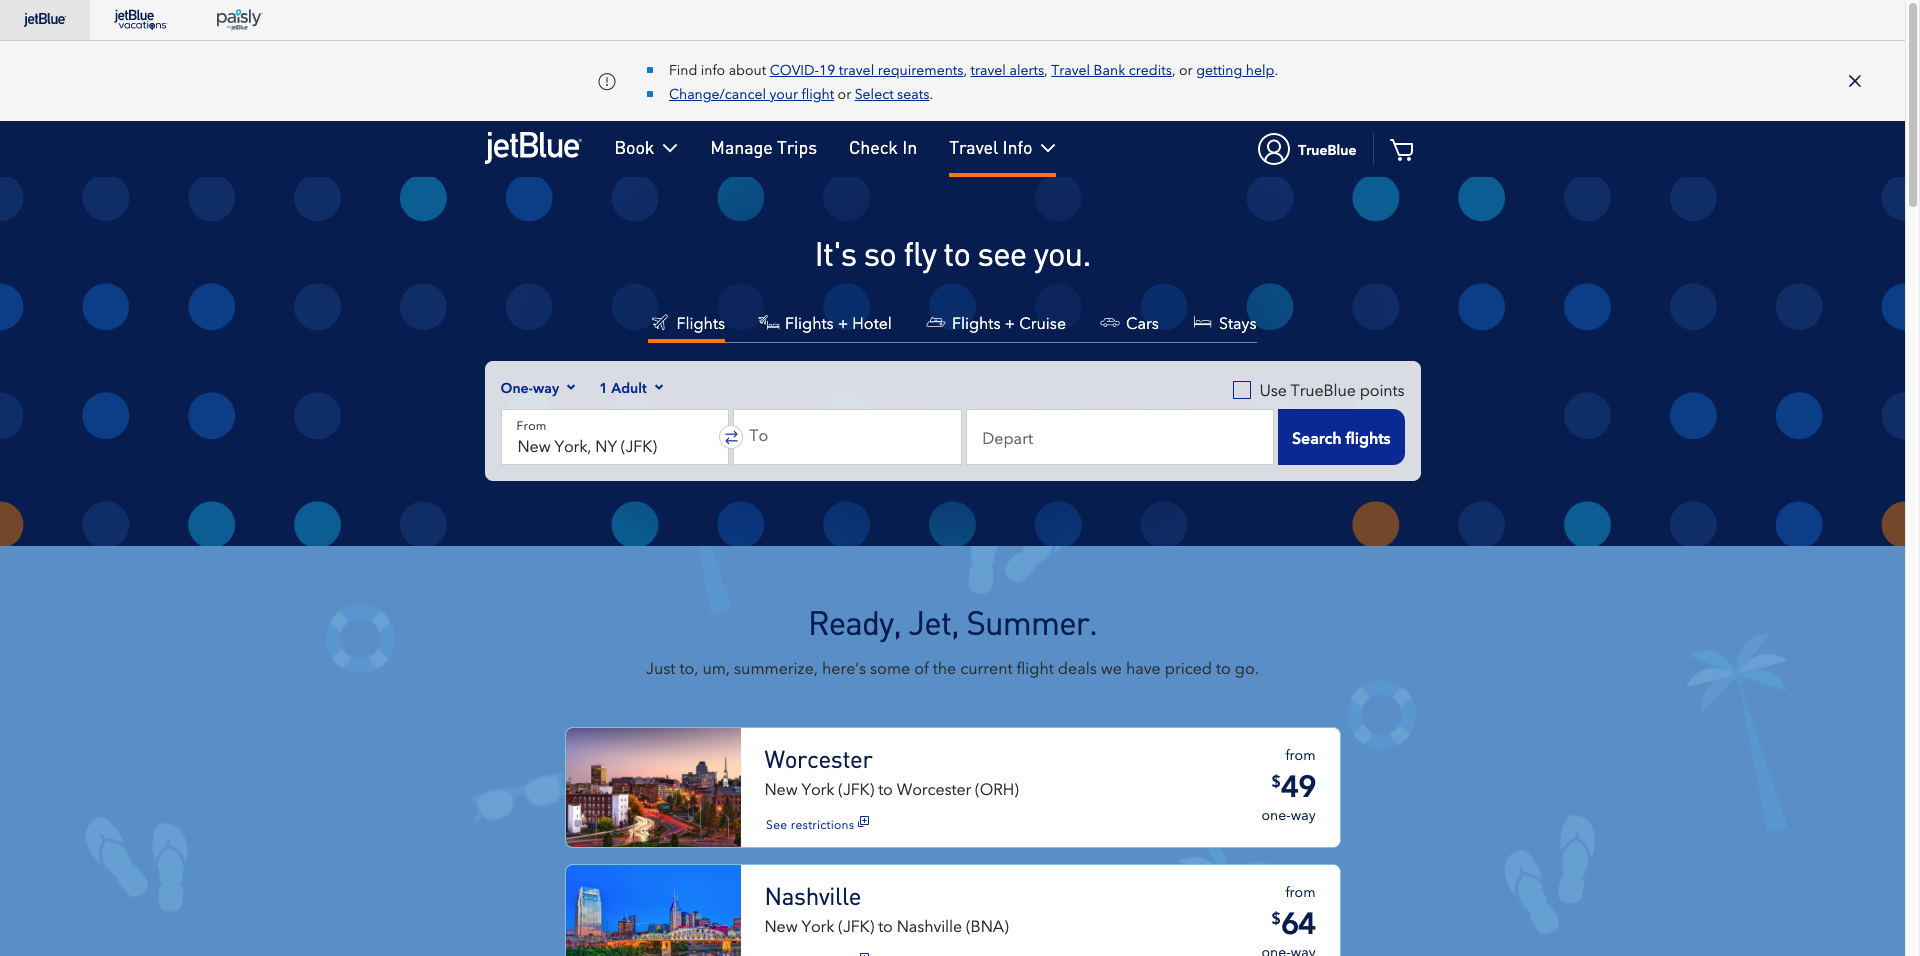 jetBlue
jetBlue vacations
paisly by jetBlue
Find info about COVID-19 travel requirements, travel alerts, Travel Bank credits, or getting help.
Change/cancel your flight or Select seats.
jetBlue Book Manage Trips Check In Travel Info TrueBlue
It's so fly to see you.
Flights Flights + Hotel Flights + Cruise Cars Stays
One-way 1 Adult Use TrueBlue points
From
New York, NY (JFK) To Depart Search flights
Ready, Jet, Summer.
Just to, um, summerize, here’s some of the current flight deals we have priced to go.
Worcester
New York (JFK) to Worcester (ORH)
See restrictions
from
$49
one-way
Nashville
New York (JFK) to Nashville (BNA)
from
$64
one-way